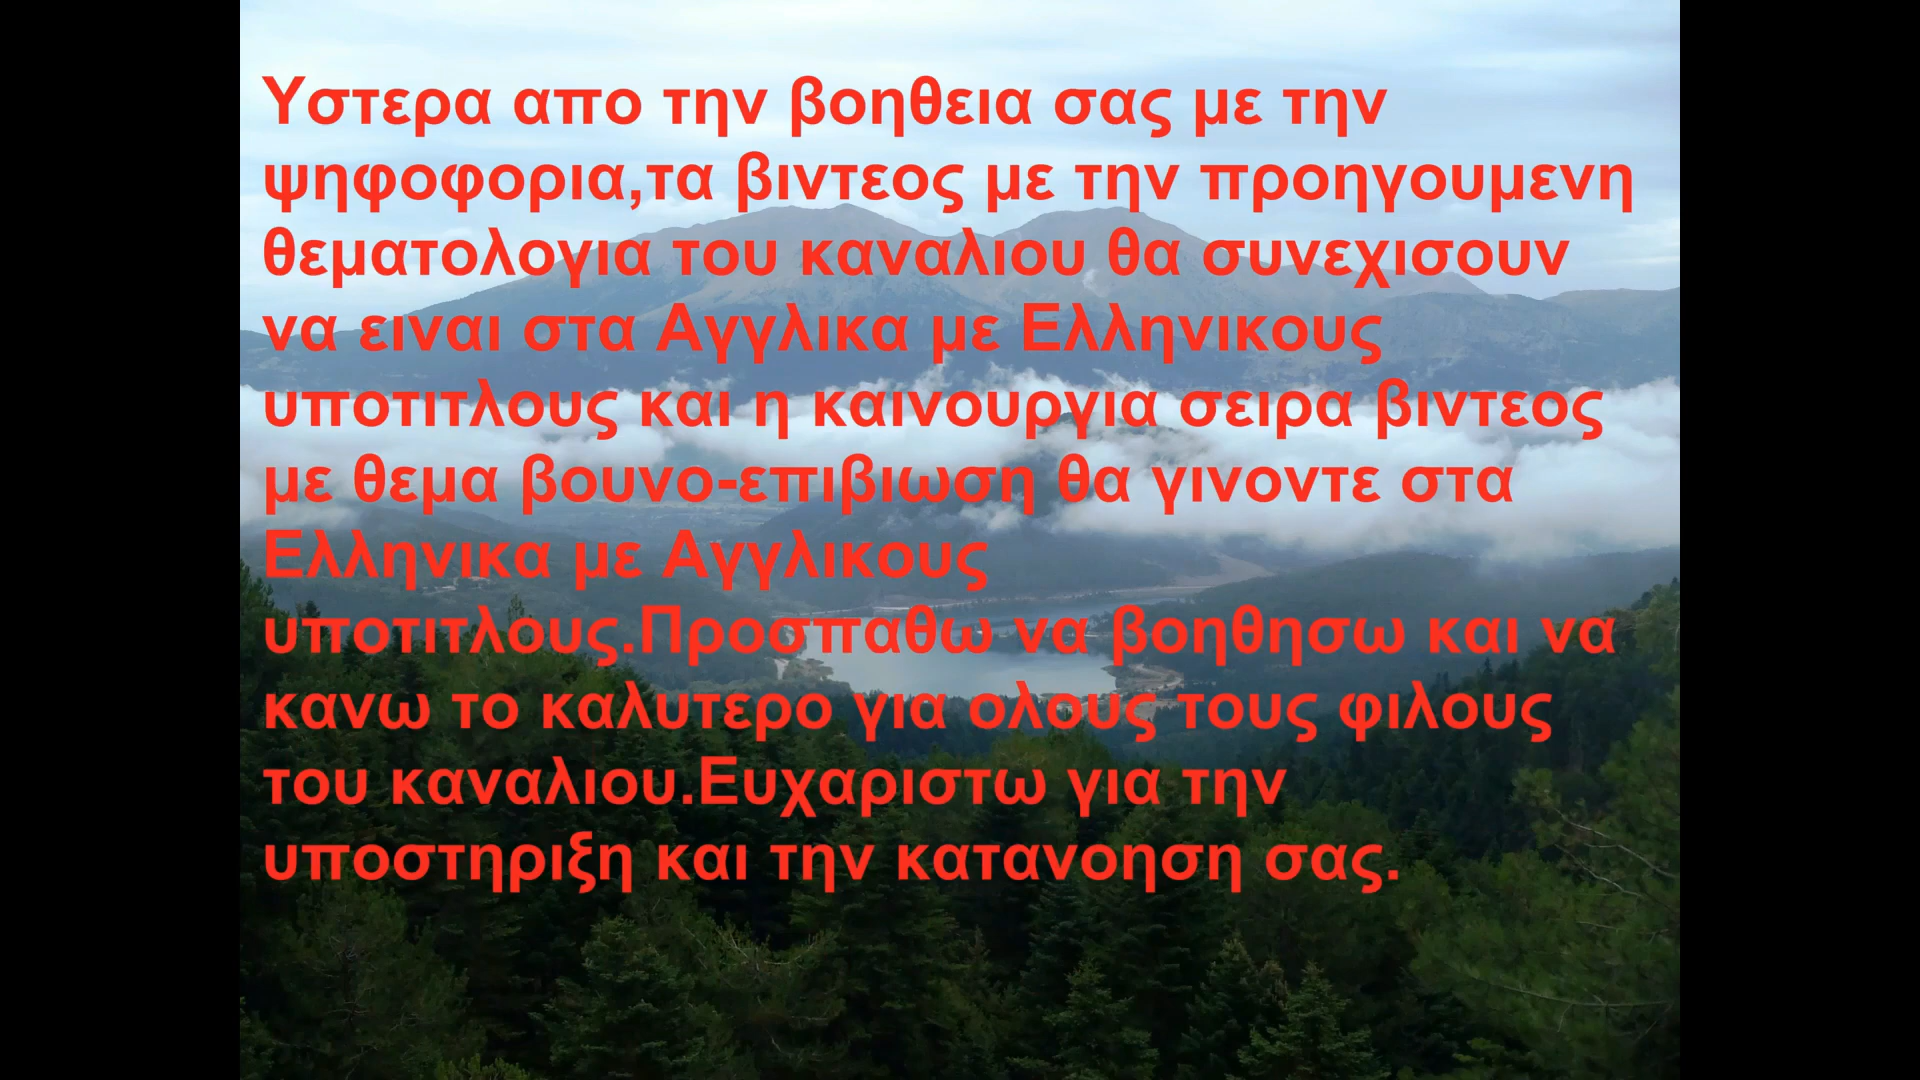 Υστερα απο την βοηθεια σας με την
ψηφοφορια,τα βιντεος με την προηγουμενη
θεματολογια του καναλιου θα συνεχισουν
να ειναι στα Αγγλικα με Ελληνικους
υποτιτλους και η καινουργια σειρα βιντεος
με θεμα βουνο-επιβιωση θα γινοντε στα
Ελληνικα με Αγγλικους
υποτιτλους.Προσπαθω να βοηθησω και να
κανω το καλυτερο για ολους τους φιλους
του καναλιου.Ευχαριστω για την
υποστηριξη και την κατανοηση σας.